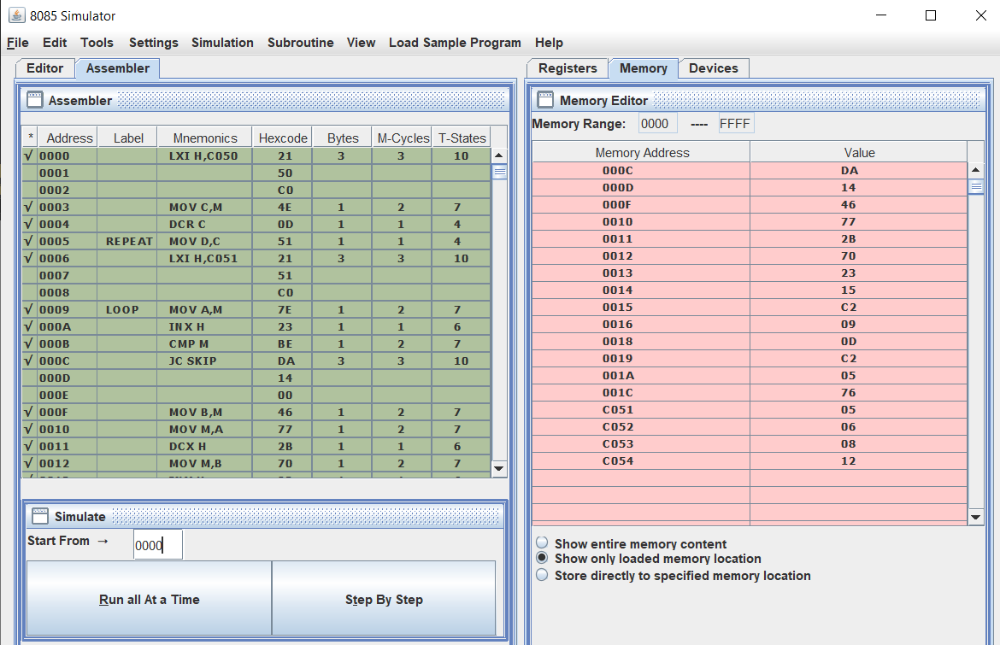 8085 Simulator
File Edit Tools Settings Simulation Subroutine View Load Sample Program Help
Editor Assembler
Assembler
* Address Label Mnemonics Hexcode Bytes M-Cycles T-States
√ 0000 LXI H,C050 21 3 3 10
0001 50
0002 C0
√ 0003 MOV C,M 4E 1 2 7
√ 0004 DCR C 0D 1 1 4
√ 0005 REPEAT MOV D,C 51 1 1 4
√ 0006 LXI H,C051 21 3 3 10
0007 51
0008 C0
√ 0009 LOOP MOV A,M 7E 1 2 7
√ 000A INX H 23 1 1 6
√ 000B CMP M BE 1 2 7
√ 000C JC SKIP DA 3 3 10
000D 14
000E 00
√ 000F MOV B,M 46 1 2 7
√ 0010 MOV M,A 77 1 2 7
√ 0011 DCX H 2B 1 1 6
√ 0012 MOV M,B 70 1 2 7
Simulate
Start From →
0000
Run all At a Time
Step By Step
Registers Memory Devices
Memory Editor
Memory Range: 0000 ---- FFFF
Memory Address Value
000C DA
000D 14
000F 46
0010 77
0011 2B
0012 70
0013 23
0014 15
0015 C2
0016 09
0018 0D
0019 C2
001A 05
001C 76
C051 05
C052 06
C053 08
C054 12
Show entire memory content
Show only loaded memory location
Store directly to specified memory location